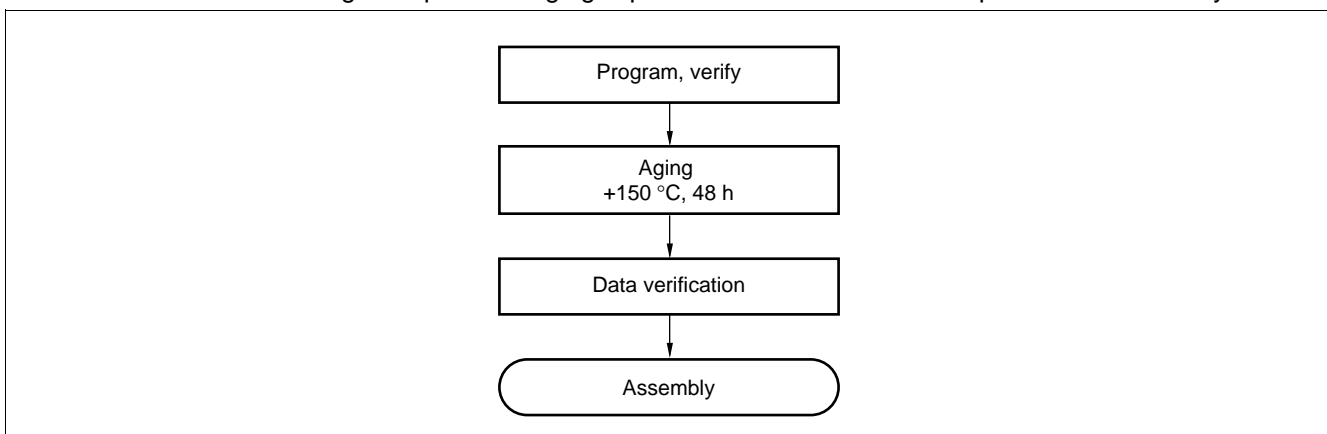 Program, verify
Aging
+150 °C, 48 h
Data verification
Assembly